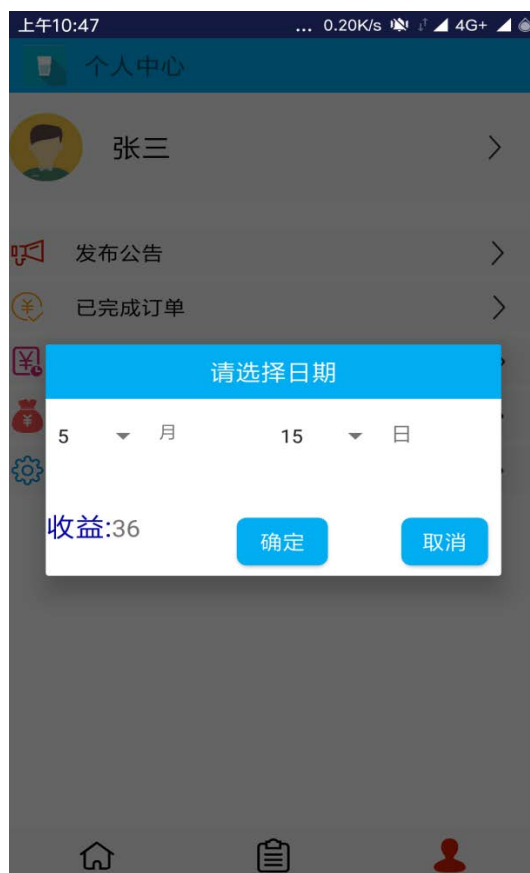 上午10:47 ... 0.20K/s 4G+
个人中心
张三
发布公告
已完成订单
请选择日期
5 月 15 日
收益:36 确定 取消